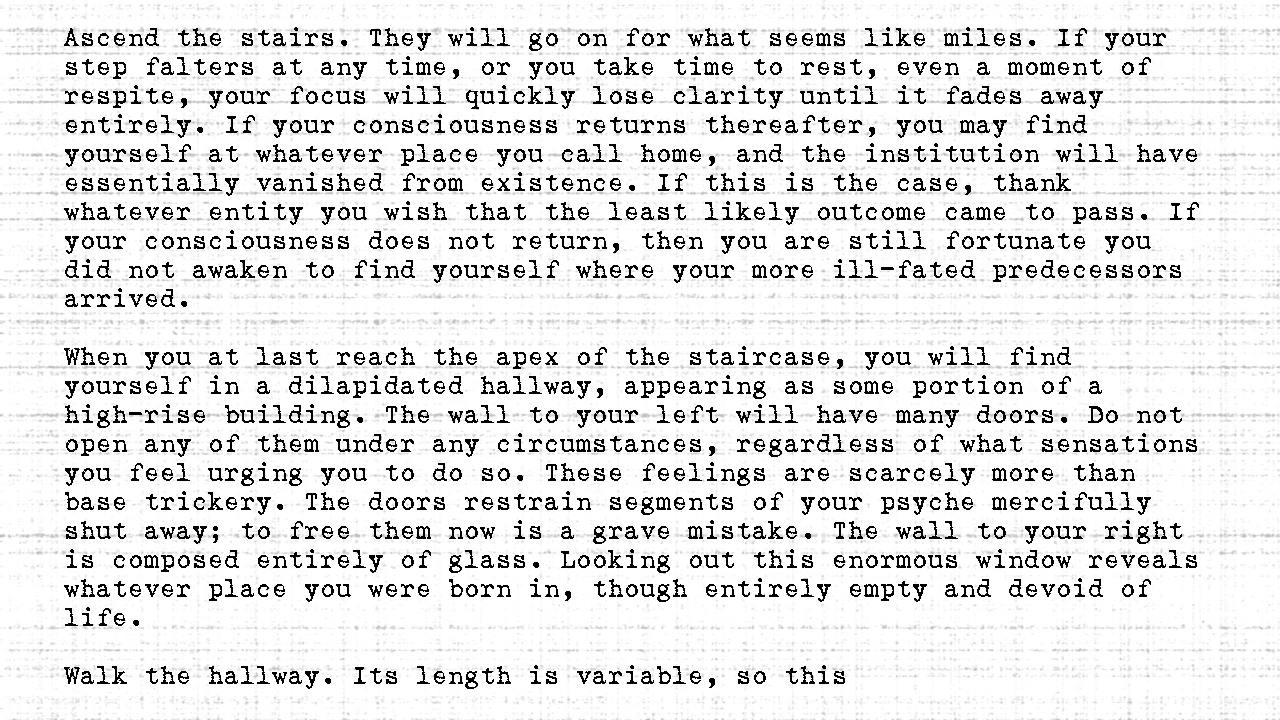 Ascend the stairs. They will go on for what seems like miles. If your
step falters at any time, or you take time to rest, even a moment of
respite, your focus will quickly lose clarity until it fades away
entirely. If your consciousness returns thereafter, you may find
yourself at whatever place you call home, and the institution will have
essentially vanished from existence. If this is the case, thank
whatever entity you wish that the least likely outcome came to pass. If
your consciousness does not return, then you are still fortunate you
did not awaken to find yourself where your more ill-fated predecessors
arrived.

When you at last reach the apex of the staircase, you will find
yourself in a dilapidated hallway, appearing as some portion of a
high-rise building. The wall to your left will have many doors. Do not
open any of them under any circumstances, regardless of what sensations
you feel urging you to do so. These feelings are scarcely more than
base trickery. The doors restrain segments of your psyche mercifully
shut away; to free them now is a grave mistake. The wall to your right
is composed entirely of glass. Looking out this enormous window reveals
whatever place you were born in, though entirely empty and devoid of
life.

Walk the hallway. Its length is variable, so this